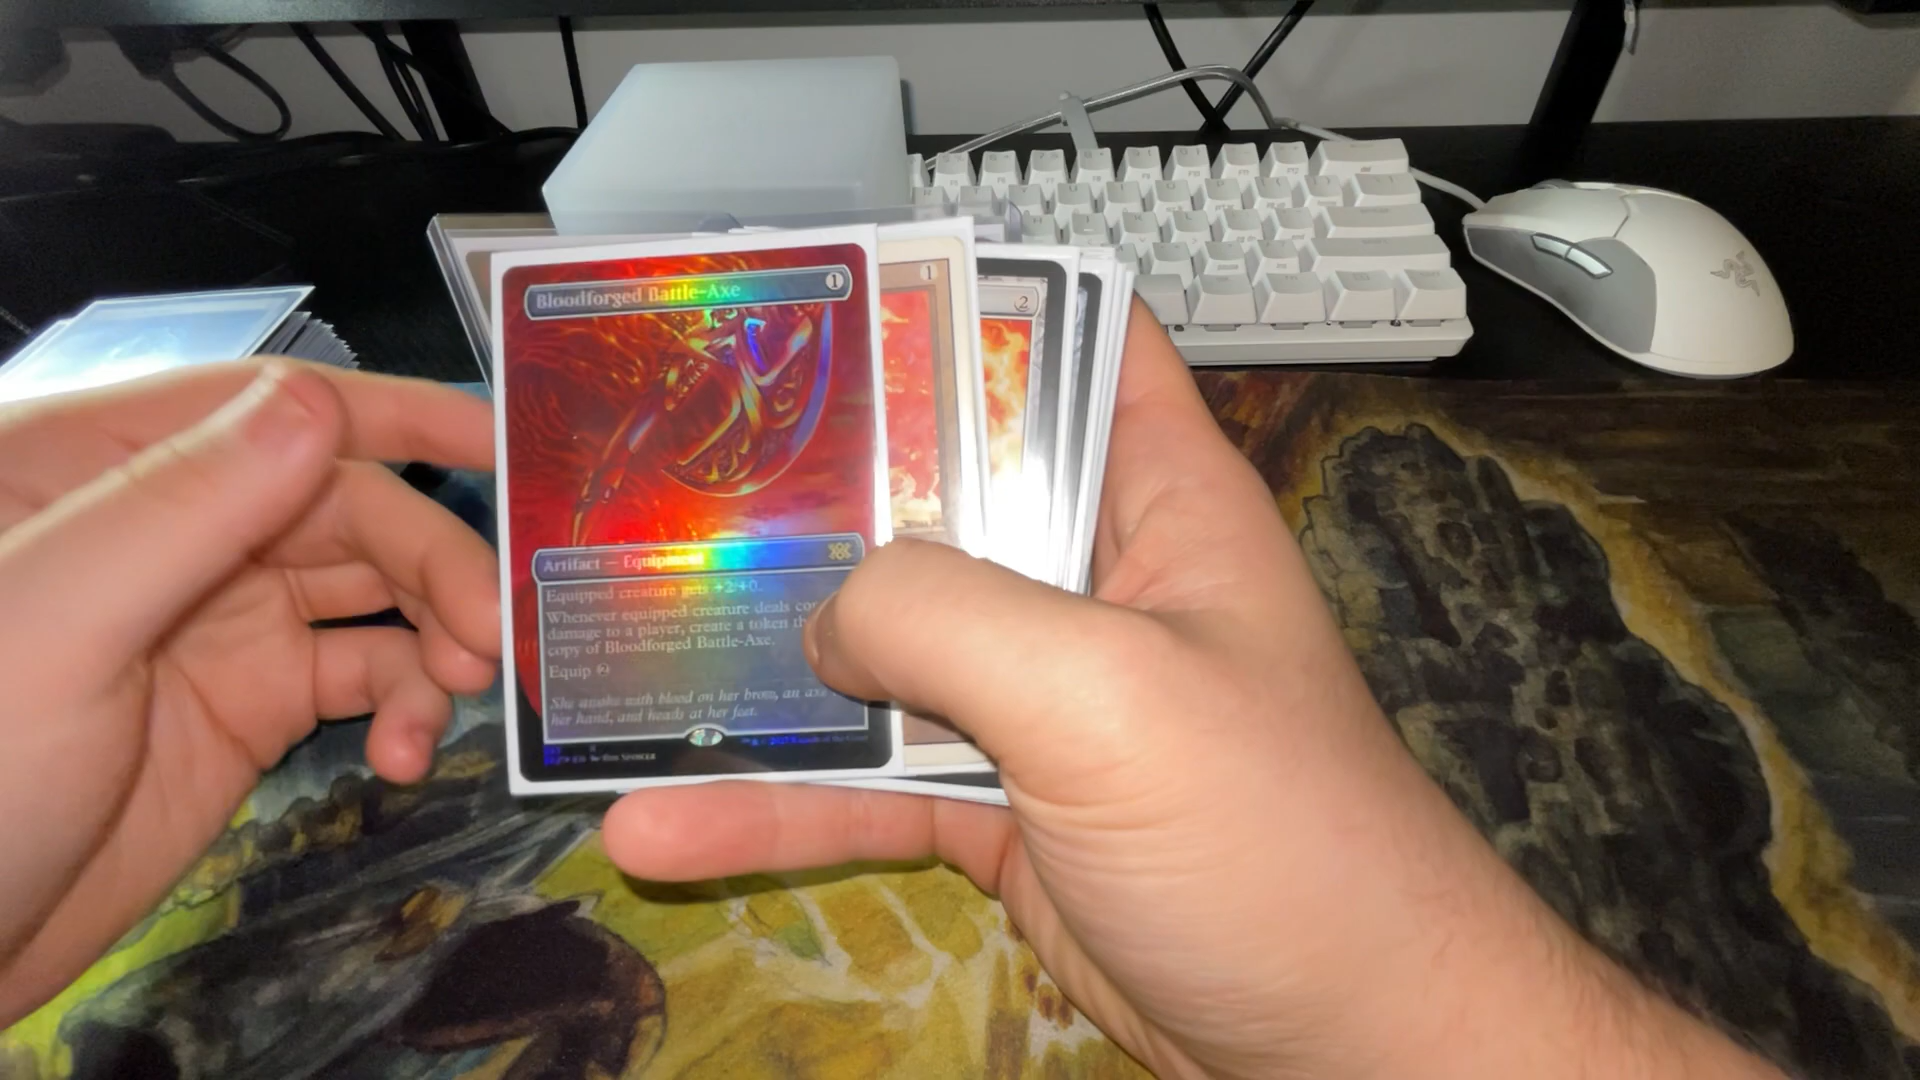 Bloodforged Battle-Axe 1
1
2
Artifact — Equipment
Equipped creature gets +2/+0.
Whenever equipped creature deals
damage to a player, create a token
copy of Bloodforged Battle-Axe.
Equip 2
She awoke with blood on her brow, an axe
her hand, and heads at her feet.